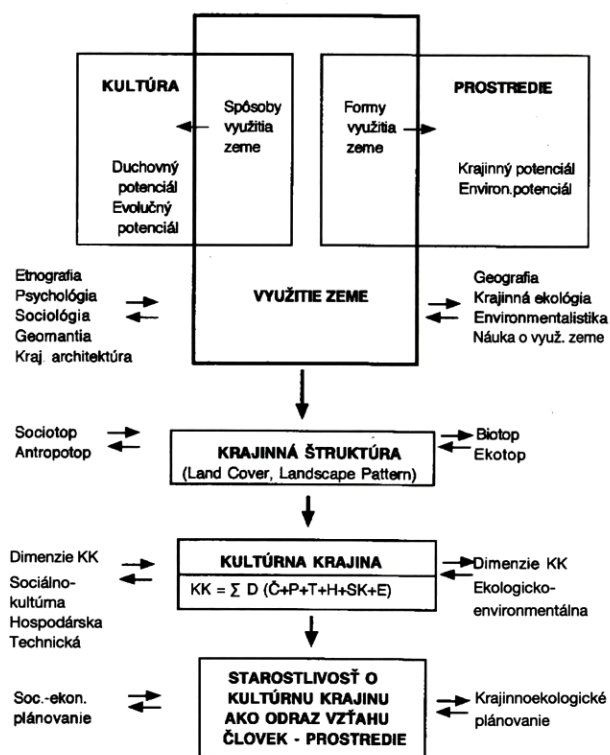 KULTÚRA
Spôsoby
využitia
zeme
Duchovný
potenciál
Evolučný
potenciál
Formy
využitia
zeme
PROSTREDIE
Krajinný potenciál
Environ.potenciál
Etnografia
Psychológia
Sociológia
Geomantia
Kraj. architektúra
VYUŽITIE ZEME
Geografia
Krajinná ekológia
Environmentalistika
Náuka o využ. zeme
Sociotop
Antropotop
KRAJINNÁ ŠTRUKTÚRA
(Land Cover, Landscape Pattern)
Biotop
Ekotop
Dimenzie KK
Sociálno-
kultúrna
Hospodárska
Technická
KULTÚRNA KRAJINA
KK = Σ D (Č+P+T+H+SK+E)
Dimenzie KK
Ekologicko-
environmentálna
Soc.-ekon.
plánovanie
STAROSTLIVOSŤ O
KULTÚRNU KRAJINU
AKO ODRAZ VZŤAHU
ČLOVEK - PROSTREDIE
Krajinnoekologické
plánovanie